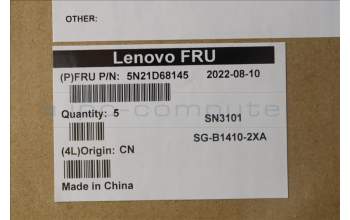 OTHER:
Lenovo FRU
(P)FRU P/N: 5N21D68145 2022-08-10
Quantity: 5 SN3101
SG-B1410-2XA
(4L)Origin: CN
Made in China